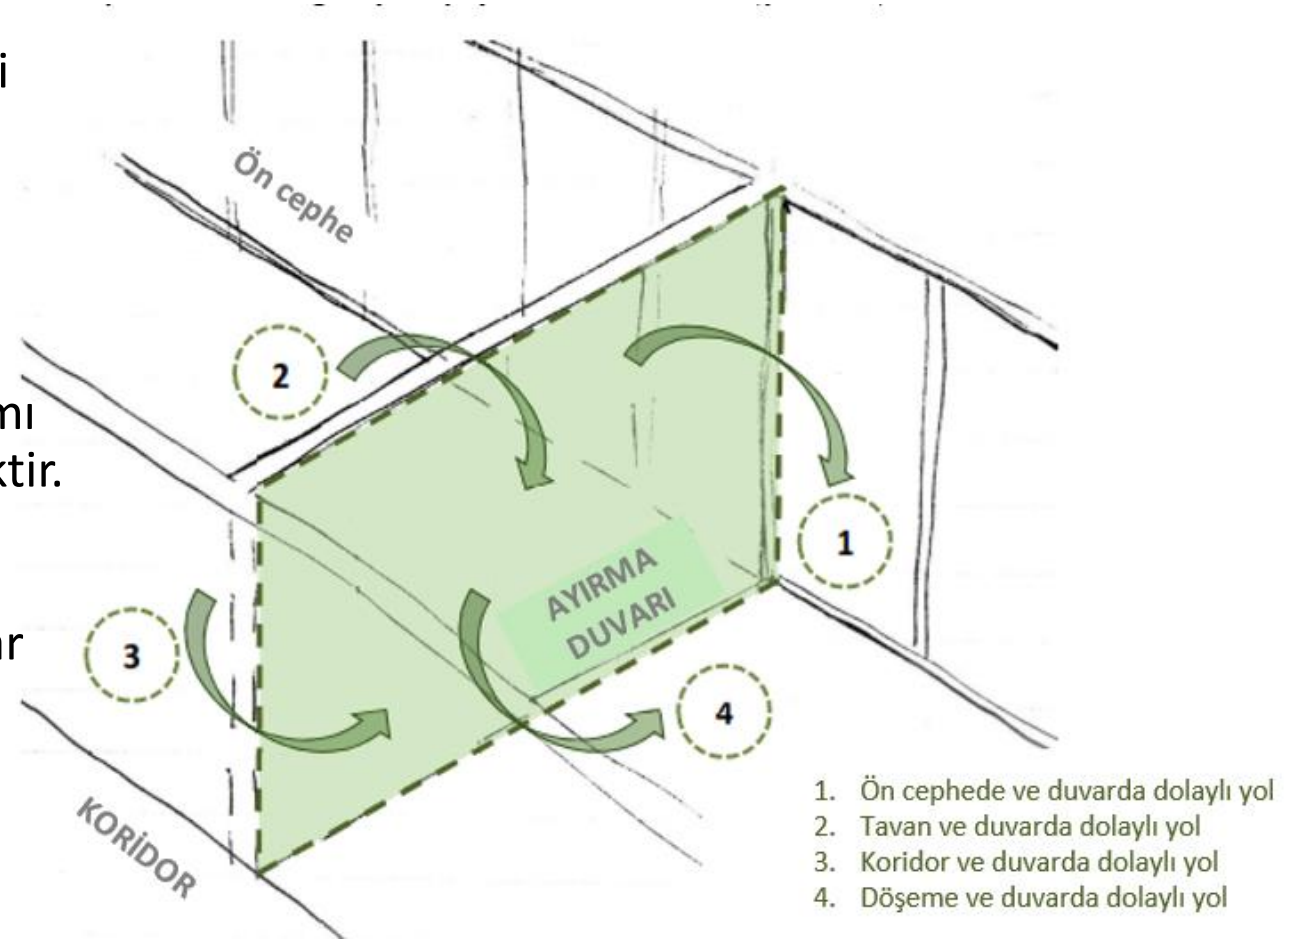 Ön cephe
2
1
AYIRMA
DUVARI
3
4
KORİDOR
1. Ön cephede ve duvarda dolaylı yol
2. Tavan ve duvarda dolaylı yol
3. Koridor ve duvarda dolaylı yol
4. Döşeme ve duvarda dolaylı yol